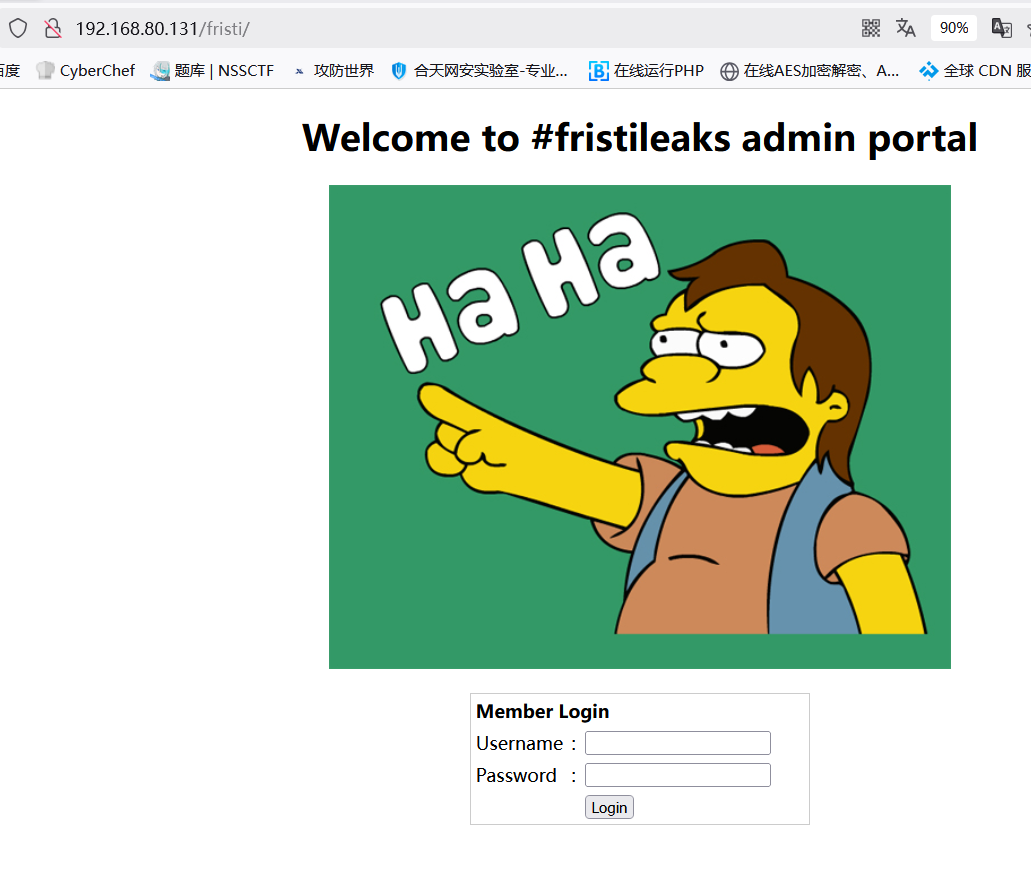 192.168.80.131/fristi/
90%
百度 CyberChef 题库 | NSSCTF 攻防世界 合天网安实验室-专业... 在线运行PHP 在线AES加密解密、A... 全球 CDN 服
Welcome to #fristileaks admin portal
Ha Ha Ha
Member Login
Username :
Password :
Login